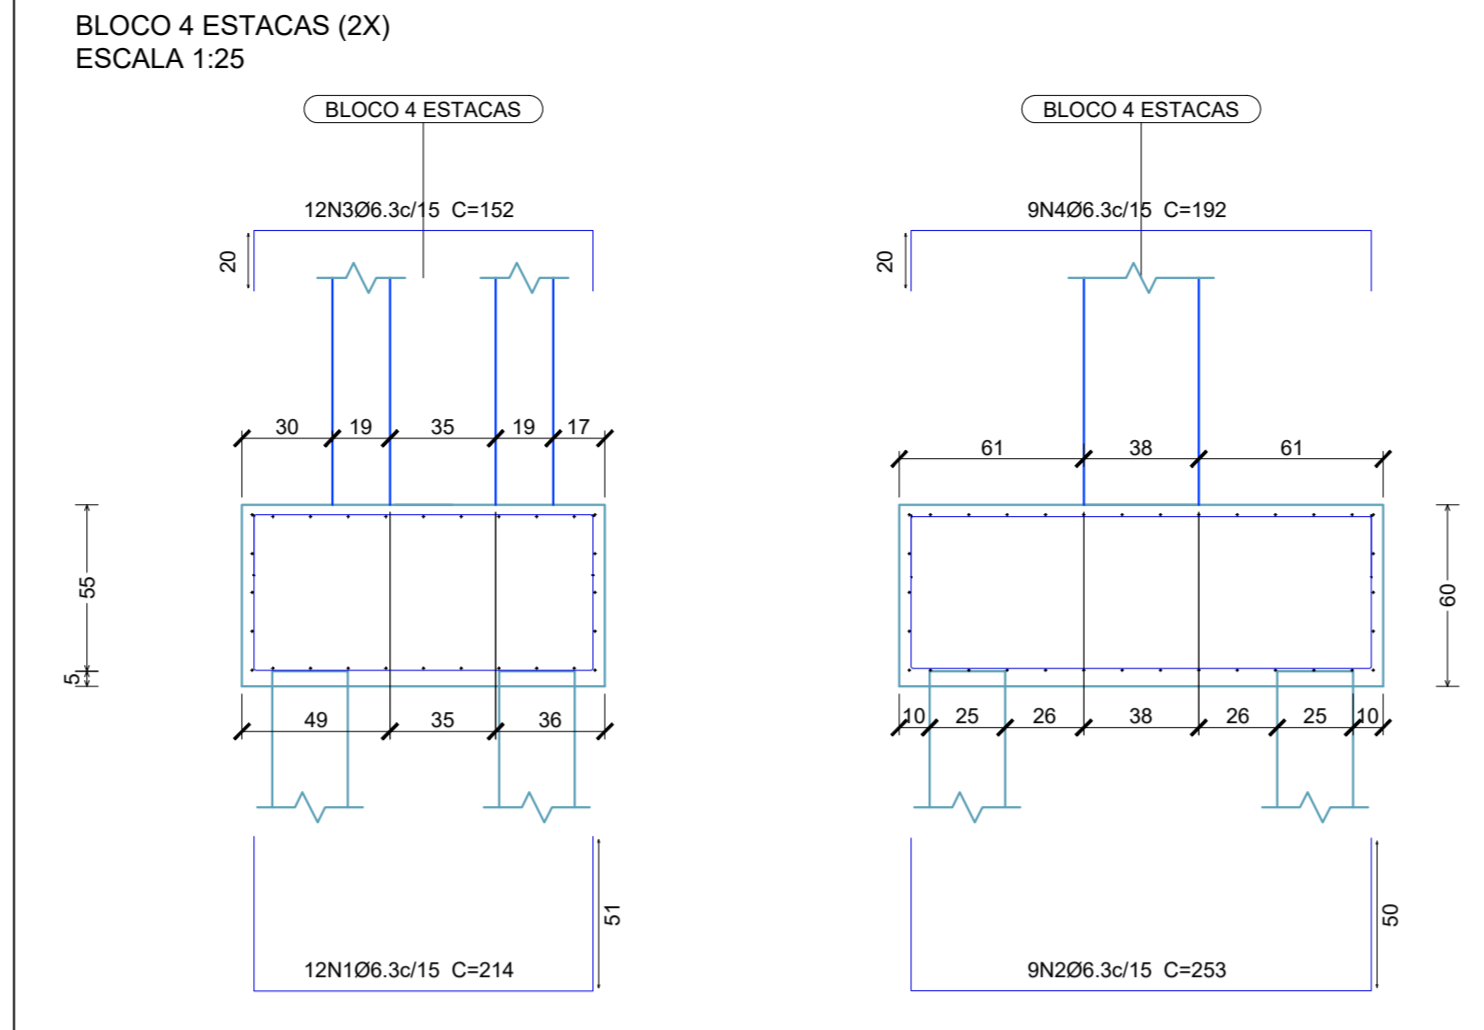 BLOCO 4 ESTACAS (2X)
ESCALA 1:25
BLOCO 4 ESTACAS
12N3Ø6.3c/15 C=152
20
30 19 35 19 17
55
5
49 35 36
51
12N1Ø6.3c/15 C=214
BLOCO 4 ESTACAS
9N4Ø6.3c/15 C=192
20
61 38 61
60
10 25 26 38 26 25 10
50
9N2Ø6.3c/15 C=253